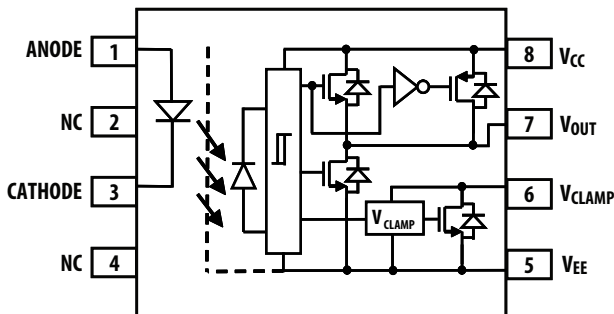 ANODE 1
NC 2
CATHODE 3
NC 4
8 VCC
7 VOUT
6 VCLAMP
5 VEE
VCLAMP